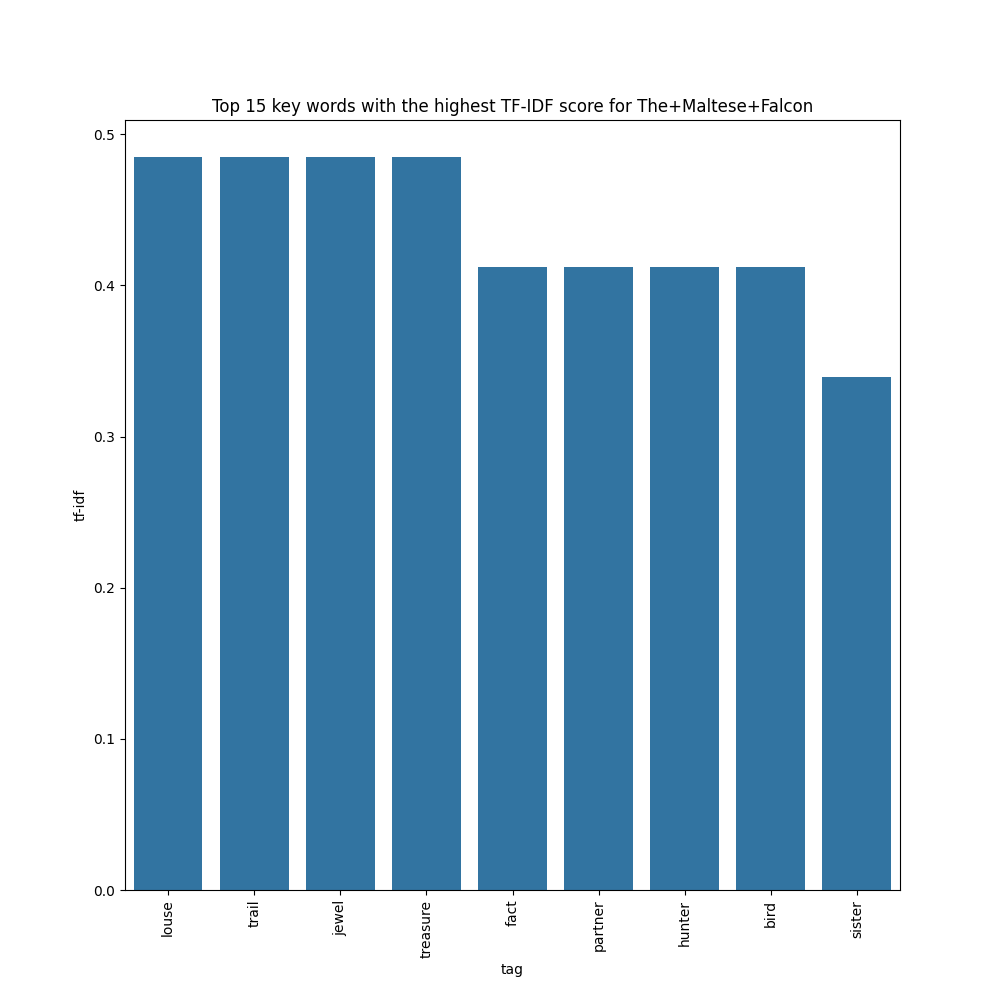 Top 15 key words with the highest TF-IDF score for The+Maltese+Falcon
0.5
0.4
0.3
0.2
0.1
0.0
tf-idf
louse
trail
jewel
treasure
fact
partner
hunter
bird
sister
tag